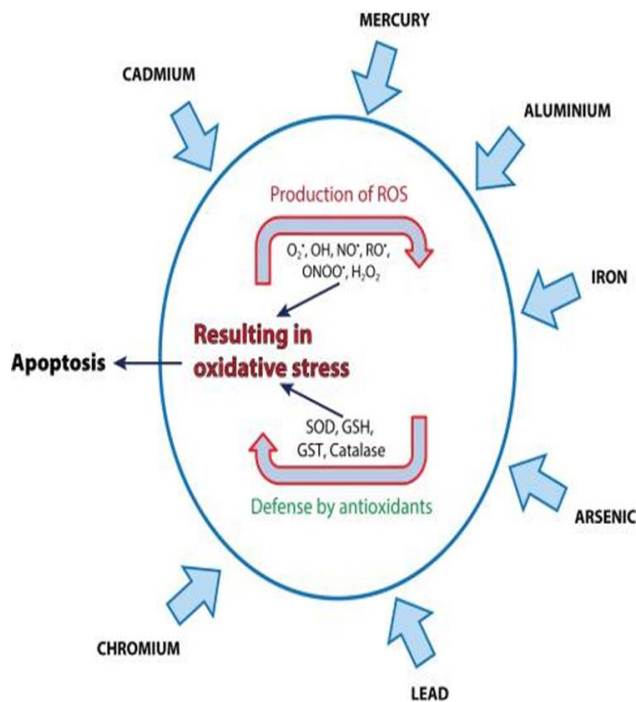 MERCURY
CADMIUM
ALUMINIUM
Production of ROS
O₂•, OH, NO•, RO•,
ONOO•, H₂O₂
IRON
Resulting in
oxidative stress
Apoptosis
SOD, GSH,
GST, Catalase
Defense by antioxidants
ARSENIC
CHROMIUM
LEAD